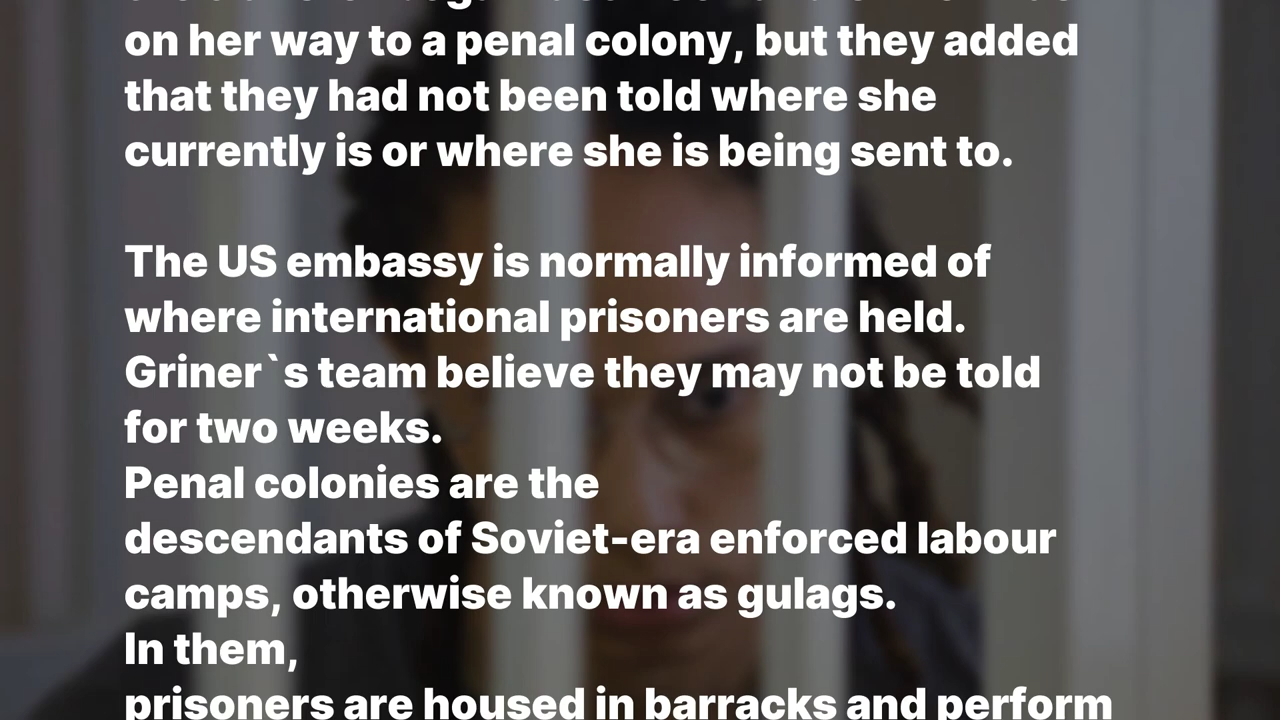 on her way to a penal colony, but they added
that they had not been told where she
currently is or where she is being sent to.
The US embassy is normally informed of
where international prisoners are held.
Griner`s team believe they may not be told
for two weeks.
Penal colonies are the
descendants of Soviet-era enforced labour
camps, otherwise known as gulags.
In them,
prisoners are housed in barracks and perform